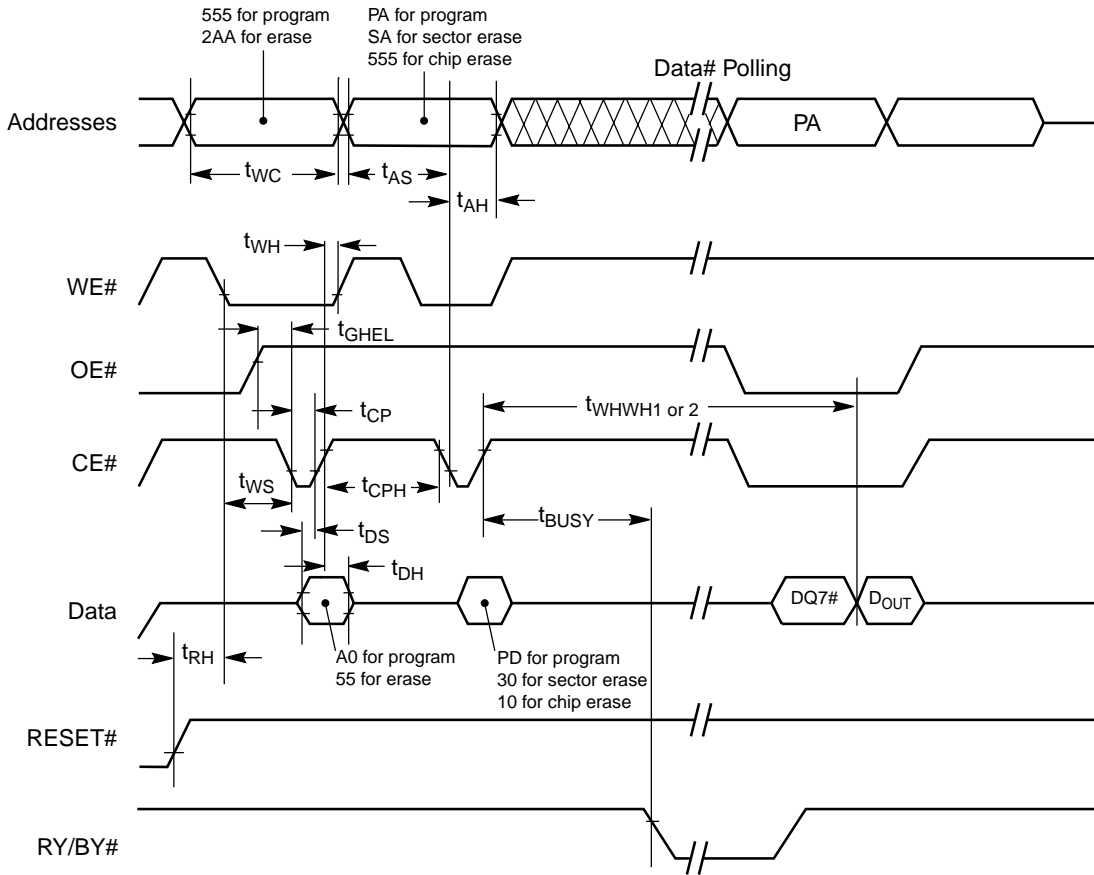 555 for program
2AA for erase
PA for program
SA for sector erase
555 for chip erase
Data# Polling
Addresses
PA
tWC
tAS
tAH
tWH
WE#
tGHEL
OE#
tWHWH1 or 2
tCP
CE#
tWS
tCPH
tBUSY
tDS
tDH
Data
DQ7#
DOUT
tRH
A0 for program
55 for erase
PD for program
30 for sector erase
10 for chip erase
RESET#
RY/BY#